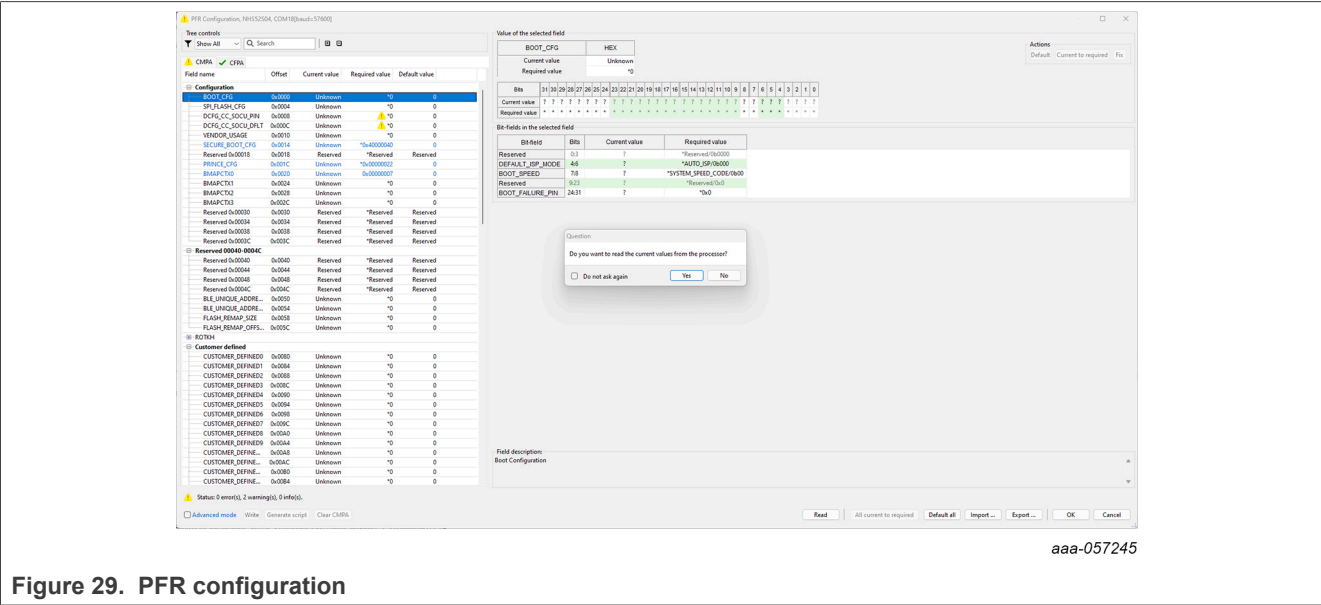 PFR Configuration, NHS52S04, COM18[baud=57600]
Tree controls
Show All Search
CMPA CFPA
Field name Offset Current value Required value Default value
Configuration
BOOT_CFG 0x0000 Unknown *0 0
SPI_FLASH_CFG 0x0004 Unknown *0 0
DCFG_CC_SOCU_PIN 0x0008 Unknown *0 0
DCFG_CC_SOCU_DFLT 0x000C Unknown *0 0
VENDOR_USAGE 0x0010 Unknown *0 0
SECURE_BOOT_CFG 0x0014 Unknown *0x40000040 0
Reserved 0x00018 0x0018 Reserved *Reserved Reserved
PRINCE_CFG 0x001C Unknown *0x00000022 0
BMAPCTX0 0x0020 Unknown 0x00000007 0
BMAPCTX1 0x0024 Unknown *0 0
BMAPCTX2 0x0028 Unknown *0 0
BMAPCTX3 0x002C Unknown *0 0
Reserved 0x00030 0x0030 Reserved *Reserved Reserved
Reserved 0x00034 0x0034 Reserved *Reserved Reserved
Reserved 0x00038 0x0038 Reserved *Reserved Reserved
Reserved 0x0003C 0x003C Reserved *Reserved Reserved
Reserved 00040-0004C
Reserved 0x00040 0x0040 Reserved *Reserved Reserved
Reserved 0x00044 0x0044 Reserved *Reserved Reserved
Reserved 0x00048 0x0048 Reserved *Reserved Reserved
Reserved 0x0004C 0x004C Reserved *Reserved Reserved
BLE_UNIQUE_ADDRE... 0x0050 Unknown *0 0
BLE_UNIQUE_ADDRE... 0x0054 Unknown *0 0
FLASH_REMAP_SIZE 0x0058 Unknown *0 0
FLASH_REMAP_OFFS... 0x005C Unknown *0 0
ROTKH
Customer defined
CUSTOMER_DEFINED0 0x0080 Unknown *0 0
CUSTOMER_DEFINED1 0x0084 Unknown *0 0
CUSTOMER_DEFINED2 0x0088 Unknown *0 0
CUSTOMER_DEFINED3 0x008C Unknown *0 0
CUSTOMER_DEFINED4 0x0090 Unknown *0 0
CUSTOMER_DEFINED5 0x0094 Unknown *0 0
CUSTOMER_DEFINED6 0x0098 Unknown *0 0
CUSTOMER_DEFINED7 0x009C Unknown *0 0
CUSTOMER_DEFINED8 0x00A0 Unknown *0 0
CUSTOMER_DEFINED9 0x00A4 Unknown *0 0
CUSTOMER_DEFINE... 0x00A8 Unknown *0 0
CUSTOMER_DEFINE... 0x00AC Unknown *0 0
CUSTOMER_DEFINE... 0x00B0 Unknown *0 0
CUSTOMER_DEFINE... 0x00B4 Unknown *0 0
Value of the selected field
BOOT_CFG HEX
Current value Unknown
Required value *0
Actions
Default Current to required Fix
Bits 31 30 29 28 27 26 25 24 23 22 21 20 19 18 17 16 15 14 13 12 11 10 9 8 7 6 5 4 3 2 1 0
Current value ? ? ? ? ? ? ? ? ? ? ? ? ? ? ? ? ? ? ? ? ? ? ? ? ? ? ? ? ? ? ? ?
Required value * * * * * * * * * * * * * * * * * * * * * * * * * * * * * * * *
Bit-fields in the selected field
Bit-field Bits Current value Required value
Reserved 0:3 ? *Reserved/0b0000
DEFAULT_ISP_MODE 4:6 ? *AUTO_ISP/0b000
BOOT_SPEED 7:8 ? *SYSTEM_SPEED_CODE/0b00
Reserved 9:23 ? *Reserved/0x0
BOOT_FAILURE_PIN 24:31 ? *0x0
Question
Do you want to read the current values from the processor?
Do not ask again Yes No
Field description:
Boot Configuration
Status: 0 error(s), 2 warning(s), 0 info(s).
Advanced mode Write Generate script Clear CMPA Read All current to required Default all Import ... Export ... OK Cancel
aaa-057245
Figure 29. PFR configuration